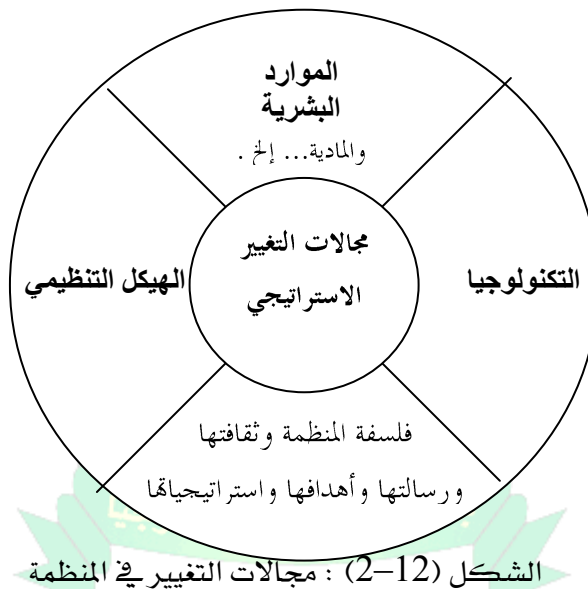 الموارد
البشرية
والمادية... إلخ .
مجالات التغيير
الاستراتيجي
التكنولوجيا
الهيكل التنظيمي
فلسفة المنظمة وثقافتها
ورسالتها وأهدافها واستراتيجياتها
الشكل (12–2) : مجالات التغيير في المنظمة